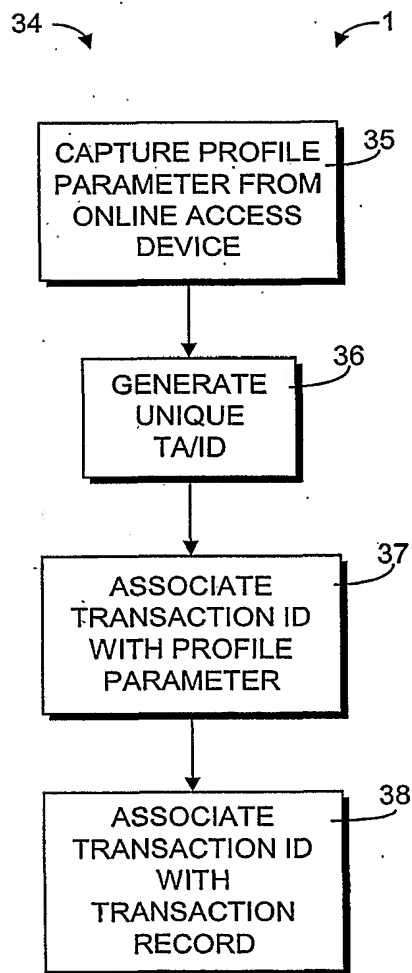 34
1
CAPTURE PROFILE
PARAMETER FROM
ONLINE ACCESS
DEVICE
35
GENERATE
UNIQUE
TA/ID
36
ASSOCIATE
TRANSACTION ID
WITH PROFILE
PARAMETER
37
ASSOCIATE
TRANSACTION ID
WITH
TRANSACTION
RECORD
38